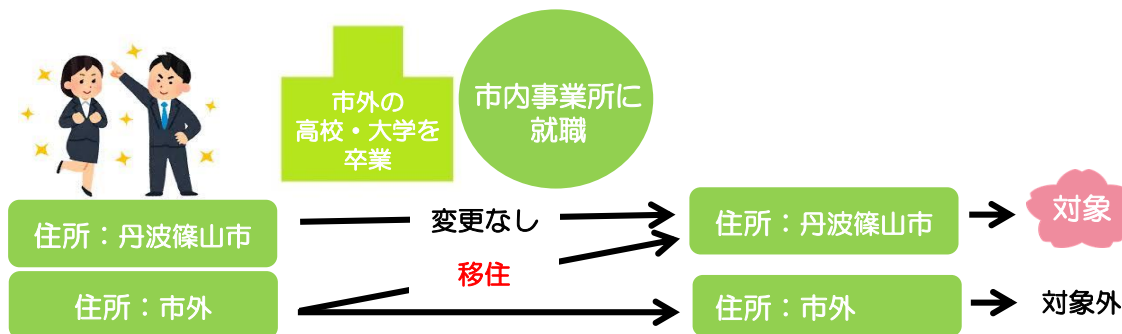 市外の
高校・大学を
卒業
市内事業所に
就職
住所：丹波篠山市
変更なし
住所：丹波篠山市
対象
移住
住所：市外
住所：市外
対象外